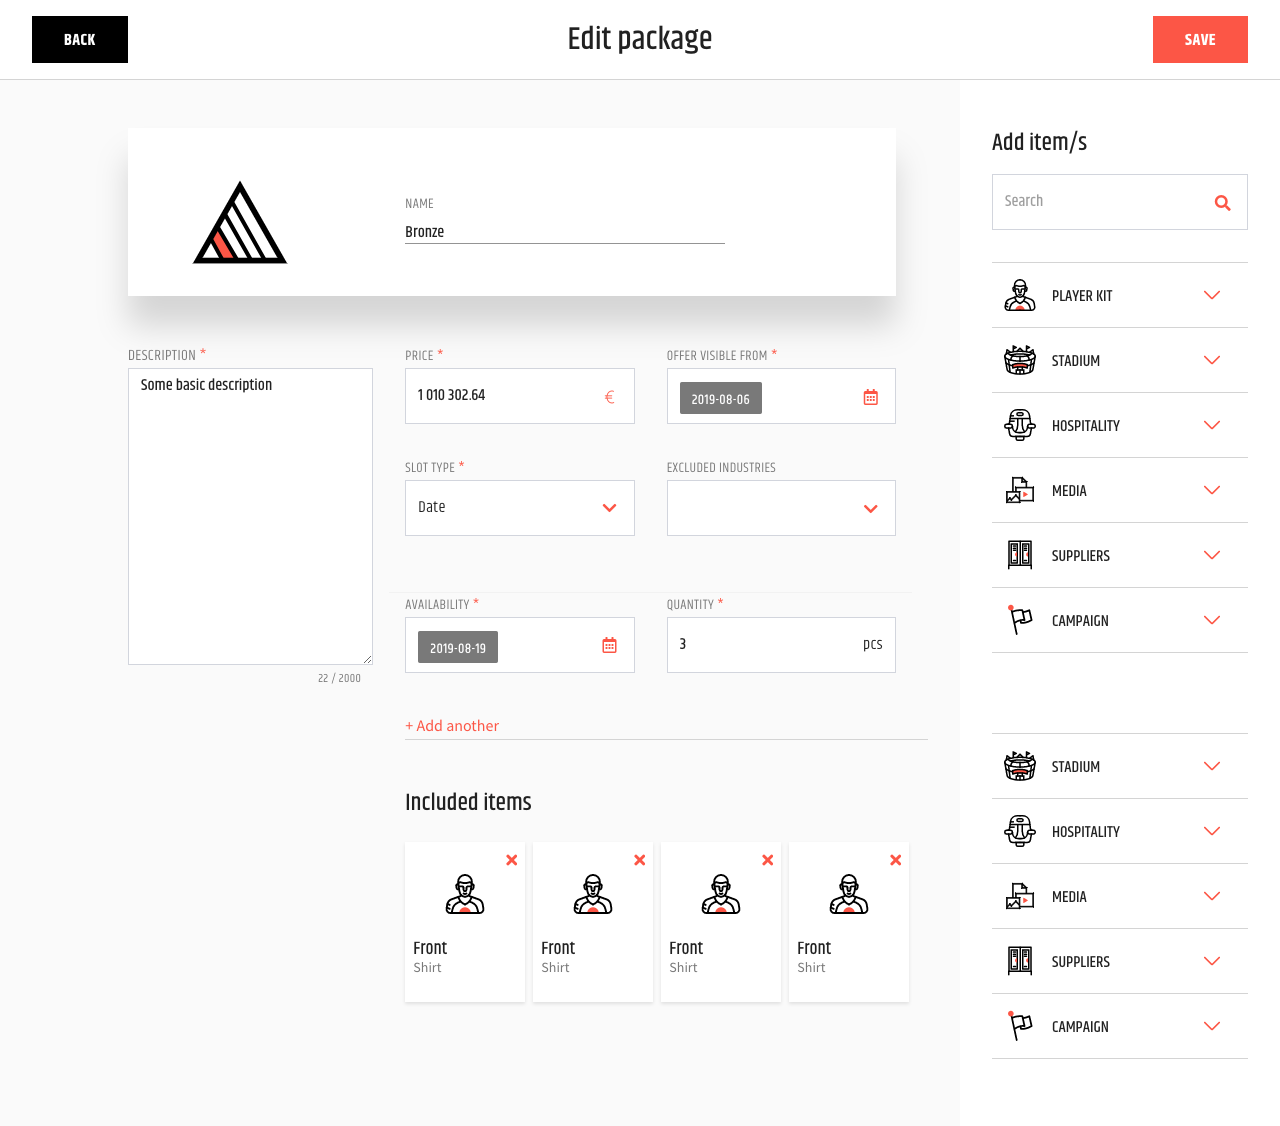 BACK
Edit package
SAVE
NAME
Bronze
DESCRIPTION *
Some basic description
22 / 2000
PRICE *
1 010 302.64
€
OFFER VISIBLE FROM *
2019-08-06
SLOT TYPE *
Date
EXCLUDED INDUSTRIES
AVAILABILITY *
2019-08-19
QUANTITY *
3
pcs
+ Add another
Included items
Front
Shirt
Front
Shirt
Front
Shirt
Front
Shirt
Add item/s
Search
PLAYER KIT
STADIUM
HOSPITALITY
MEDIA
SUPPLIERS
CAMPAIGN
STADIUM
HOSPITALITY
MEDIA
SUPPLIERS
CAMPAIGN